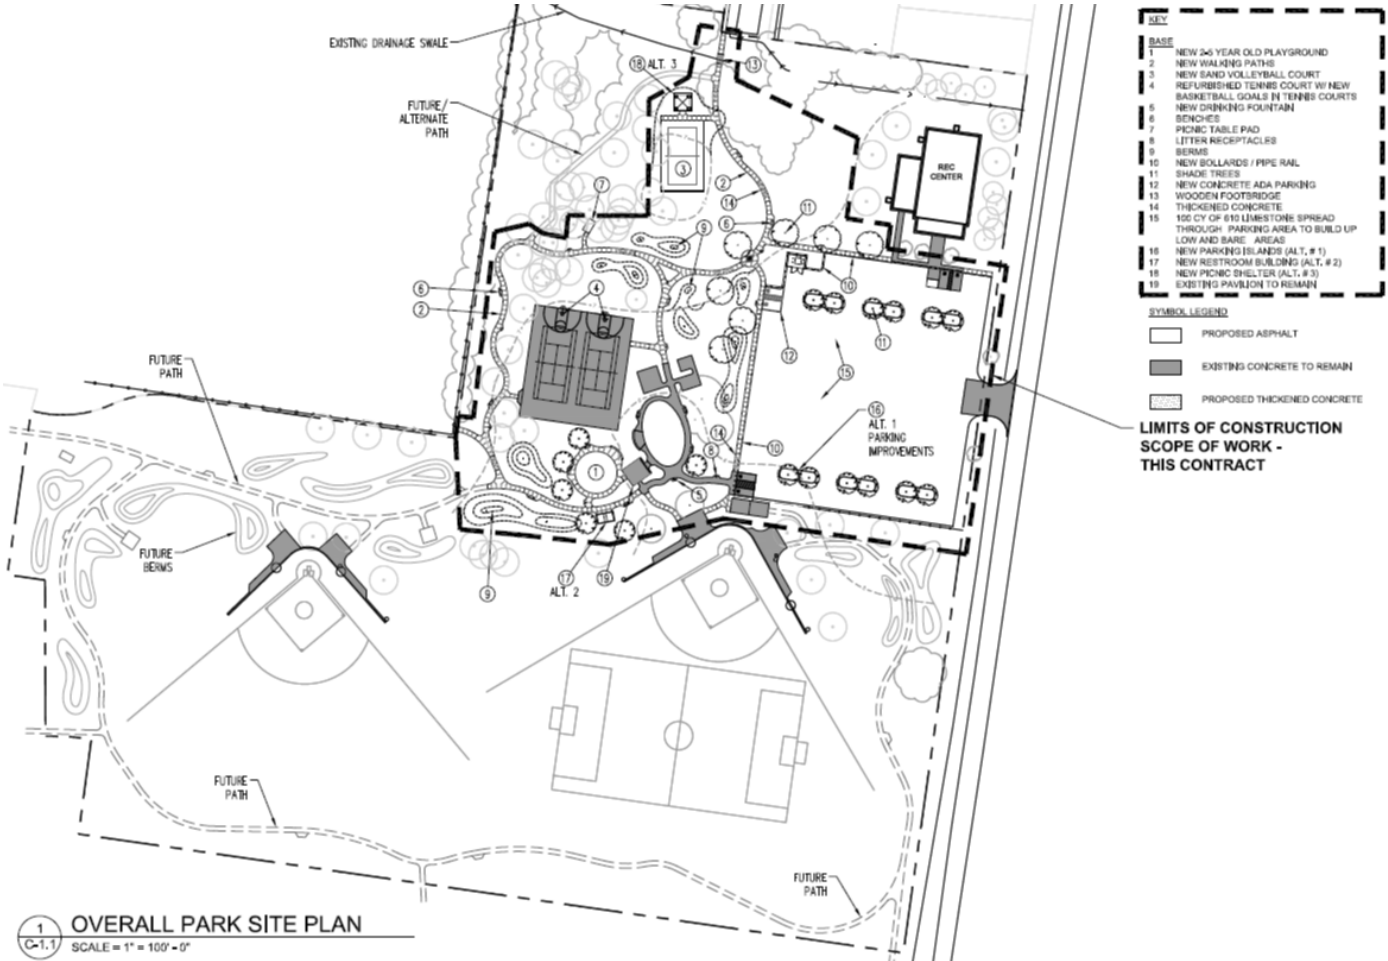 EXISTING DRAINAGE SWALE
18 ALT. 3
13
FUTURE/
ALTERNATE
PATH
REC
CENTER
3
7
2
14
6
11
9
6
2
4
10
12
11
15
FUTURE
PATH
16
ALT. 1
PARKING
IMPROVEMENTS
14
10
8
1
5
FUTURE
BERMS
9
17
ALT. 2
19
FUTURE
PATH
FUTURE
PATH
1
C-1.1
OVERALL PARK SITE PLAN
SCALE = 1" = 100'-0"
KEY
BASE
1 NEW 2-5 YEAR OLD PLAYGROUND
2 NEW WALKING PATHS
3 NEW SAND VOLLEYBALL COURT
4 REFURBISHED TENNIS COURT W/ NEW
BASKETBALL GOALS IN TENNIS COURTS
5 NEW DRINKING FOUNTAIN
6 BENCHES
7 PICNIC TABLE PAD
8 LITTER RECEPTACLES
9 BERMS
10 NEW BOLLARDS / PIPE RAIL
11 SHADE TREES
12 NEW CONCRETE ADA PARKING
13 WOODEN FOOTBRIDGE
14 THICKENED CONCRETE
15 100 CY OF 610 LIMESTONE SPREAD
THROUGH PARKING AREA TO BUILD UP
LOW AND BARE AREAS
16 NEW PARKING ISLANDS (ALT. # 1)
17 NEW RESTROOM BUILDING (ALT. # 2)
18 NEW PICNIC SHELTER (ALT. # 3)
19 EXISTING PAVILION TO REMAIN
SYMBOL LEGEND
PROPOSED ASPHALT
EXISTING CONCRETE TO REMAIN
PROPOSED THICKENED CONCRETE
LIMITS OF CONSTRUCTION
SCOPE OF WORK -
THIS CONTRACT